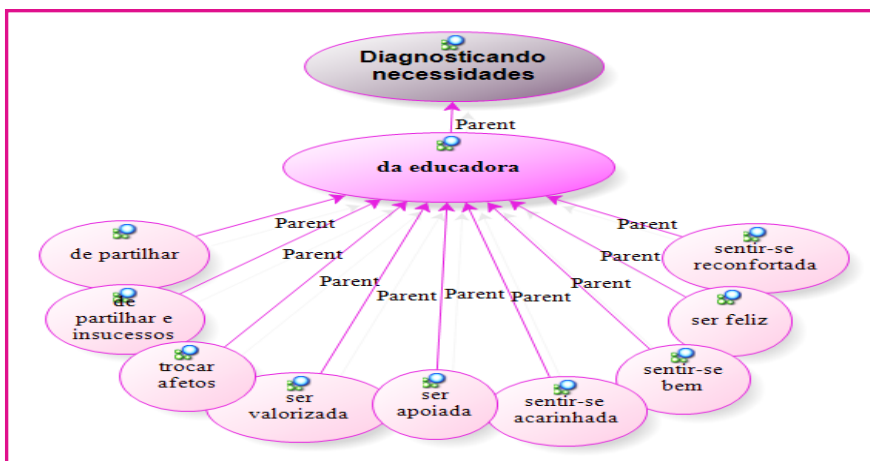 Diagnosticando
necessidades
Parent
da educadora
Parent
Parent
Parent
Parent
Parent
Parent
Parent
Parent
Parent
de partilhar
de
partilhar e
insucessos
trocar
afetos
ser
valorizada
ser
apoiada
sentir-se
acarinhada
sentir-se
bem
ser feliz
sentir-se
reconfortada